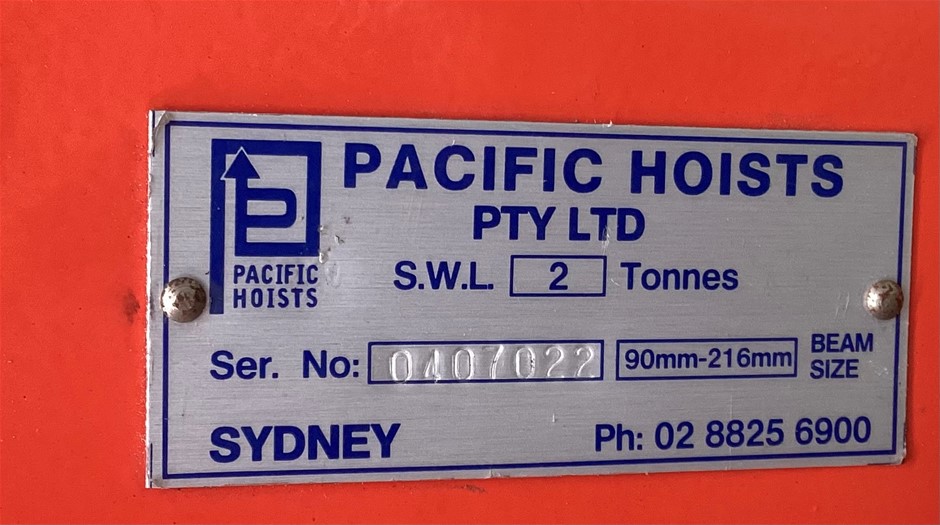 PACIFIC HOISTS
PTY LTD
PACIFIC
HOISTS
S.W.L. 2 Tonnes
Ser. No: 0407022 90mm-216mm BEAM
SIZE
SYDNEY Ph: 02 8825 6900